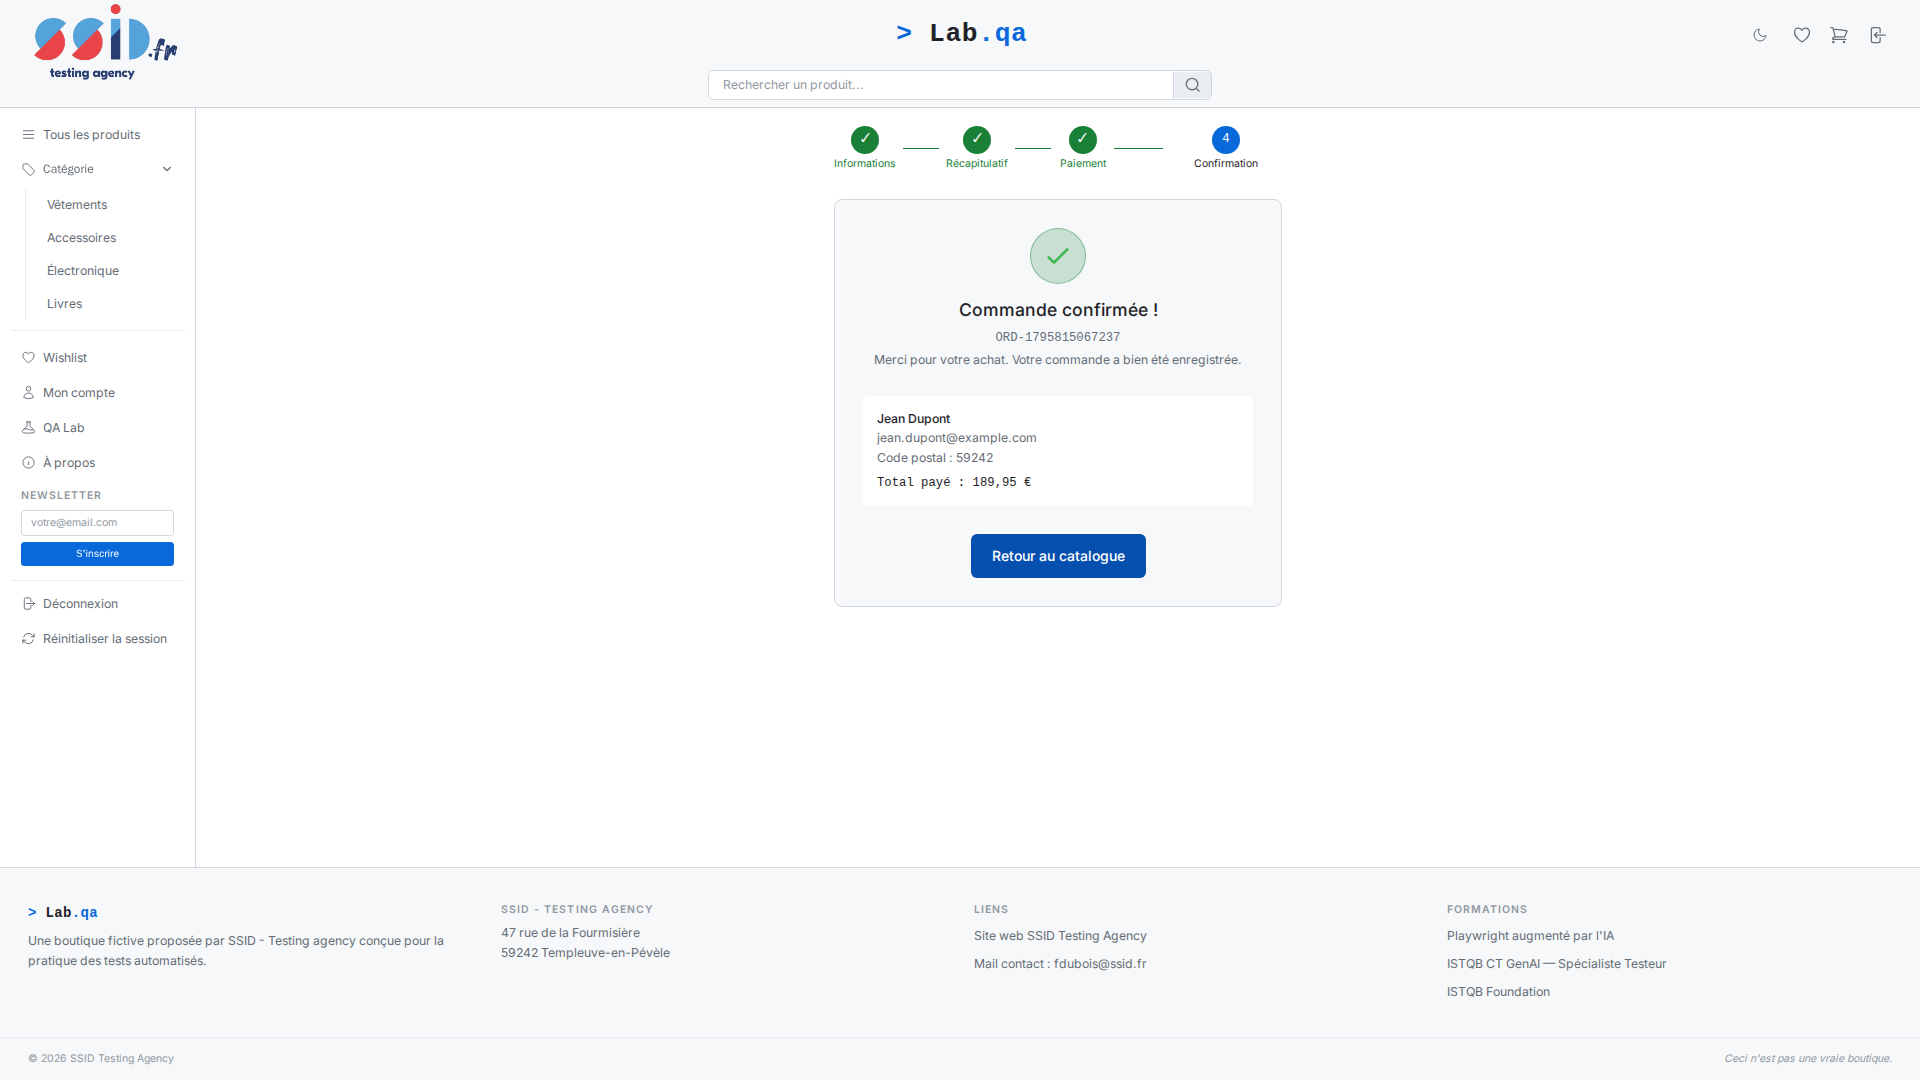 ssiD.fr
testing agency
> Lab.qa
Rechercher un produit...
Tous les produits
Catégorie
Vêtements
Accessoires
Électronique
Livres
Wishlist
Mon compte
QA Lab
À propos
NEWSLETTER
votre@email.com
S'inscrire
Déconnexion
Réinitialiser la session
✓ ✓ ✓ 4
Informations Récapitulatif Paiement Confirmation
Commande confirmée !
ORD-1795815067237
Merci pour votre achat. Votre commande a bien été enregistrée.
Jean Dupont
jean.dupont@example.com
Code postal : 59242
Total payé : 189,95 €
Retour au catalogue
> Lab.qa
Une boutique fictive proposée par SSID - Testing agency conçue pour la
pratique des tests automatisés.
SSID - TESTING AGENCY
47 rue de la Fourmisière
59242 Templeuve-en-Pévèle
LIENS
Site web SSID Testing Agency
Mail contact : fdubois@ssid.fr
FORMATIONS
Playwright augmenté par l'IA
ISTQB CT GenAI — Spécialiste Testeur
ISTQB Foundation
© 2026 SSID Testing Agency
Ceci n'est pas une vraie boutique.